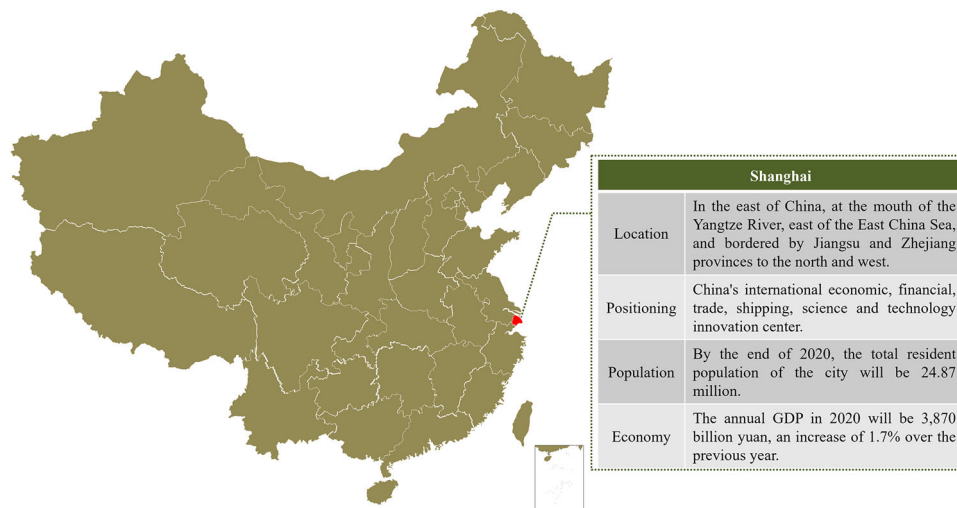 Shanghai
Location
In the east of China, at the mouth of the
Yangtze River, east of the East China Sea,
and bordered by Jiangsu and Zhejiang
provinces to the north and west.
Positioning
China's international economic, financial,
trade, shipping, science and technology
innovation center.
Population
By the end of 2020, the total resident
population of the city will be 24.87
million.
Economy
The annual GDP in 2020 will be 3,870
billion yuan, an increase of 1.7% over the
previous year.